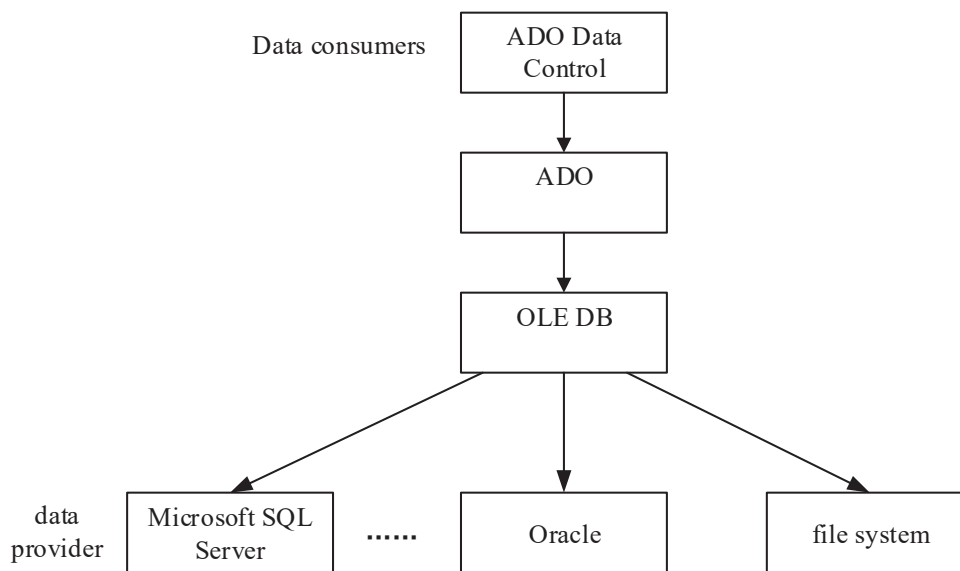 Data consumers
ADO Data
Control
ADO
OLE DB
data
provider
Microsoft SQL
Server
......
Oracle
file system